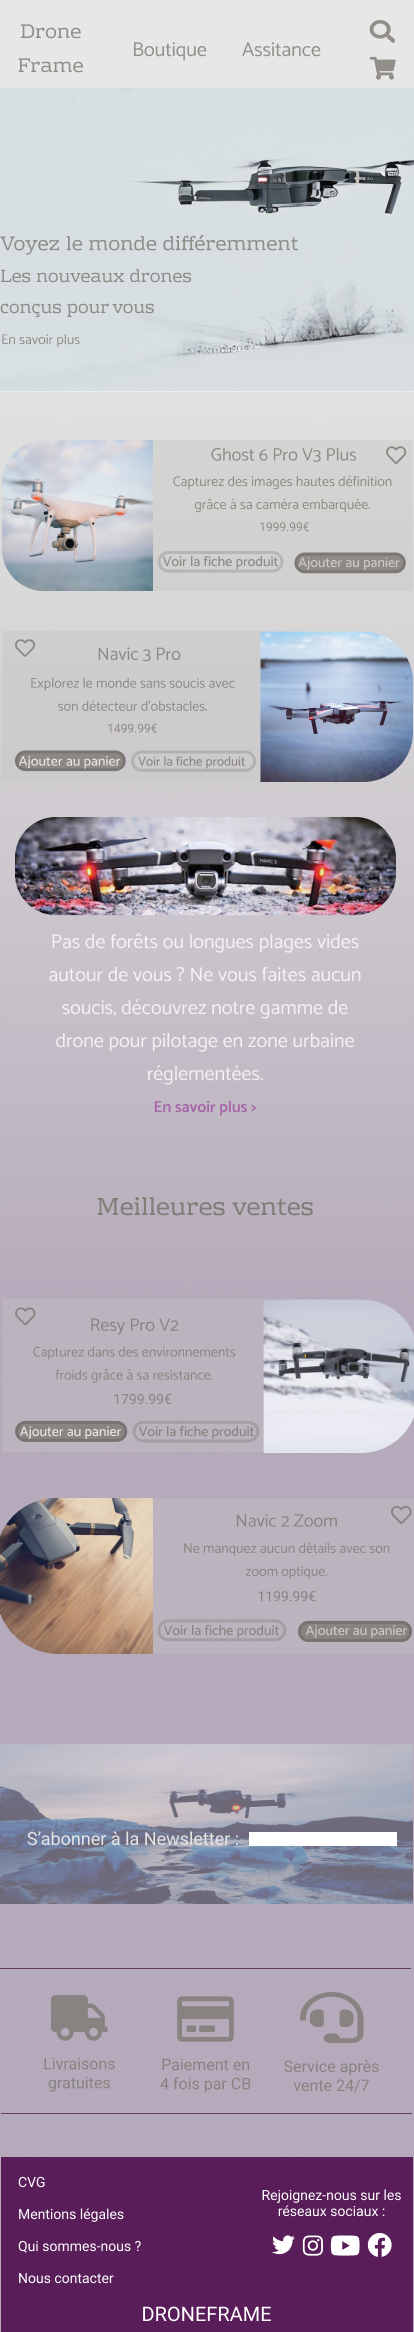 Drone
Frame
Boutique
Assitance
Voyez le monde différemment
Les nouveaux drones
conçus pour vous
En savoir plus
Ghost 6 Pro V3 Plus
Capturez des images hautes définition
grâce à sa caméra embarquée.
1999.99€
Voir la fiche produit
Ajouter au panier
Navic 3 Pro
Explorez le monde sans soucis avec
son détecteur d'obstacles.
1499.99€
Ajouter au panier
Voir la fiche produit
MAVIC 2
Pas de forêts ou longues plages vides
autour de vous ? Ne vous faites aucun
soucis, découvrez notre gamme de
drone pour pilotage en zone urbaine
réglementées.
En savoir plus >
Meilleures ventes
Resy Pro V2
Capturez dans des environnements
froids grâce à sa resistance.
1799.99€
Ajouter au panier
Voir la fiche produit
Navic 2 Zoom
Ne manquez aucun détails avec son
zoom optique.
1199.99€
Voir la fiche produit
Ajouter au panier
S'abonner à la Newsletter :
Livraisons
gratuites
Paiement en
4 fois par CB
Service après
vente 24/7
CVG
Mentions légales
Qui sommes-nous ?
Nous contacter
Rejoignez-nous sur les
réseaux sociaux :
DRONEFRAME